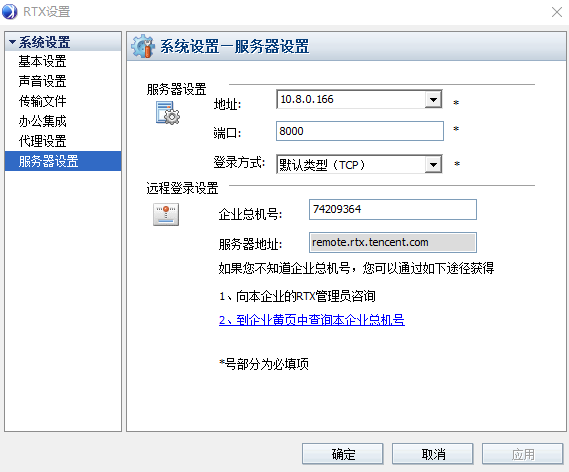 RTX设置
系统设置
基本设置
声音设置
传输文件
办公集成
代理设置
服务器设置
系统设置－服务器设置
服务器设置
地址: 10.8.0.166 *
端口: 8000 *
登录方式: 默认类型（TCP） *
远程登录设置
企业总机号: 74209364
服务器地址: remote.rtx.tencent.com
如果您不知道企业总机号，您可以通过如下途径获得
1、向本企业的RTX管理员咨询
2、到企业黄页中查询本企业总机号
*号部分为必填项
确定 取消 应用